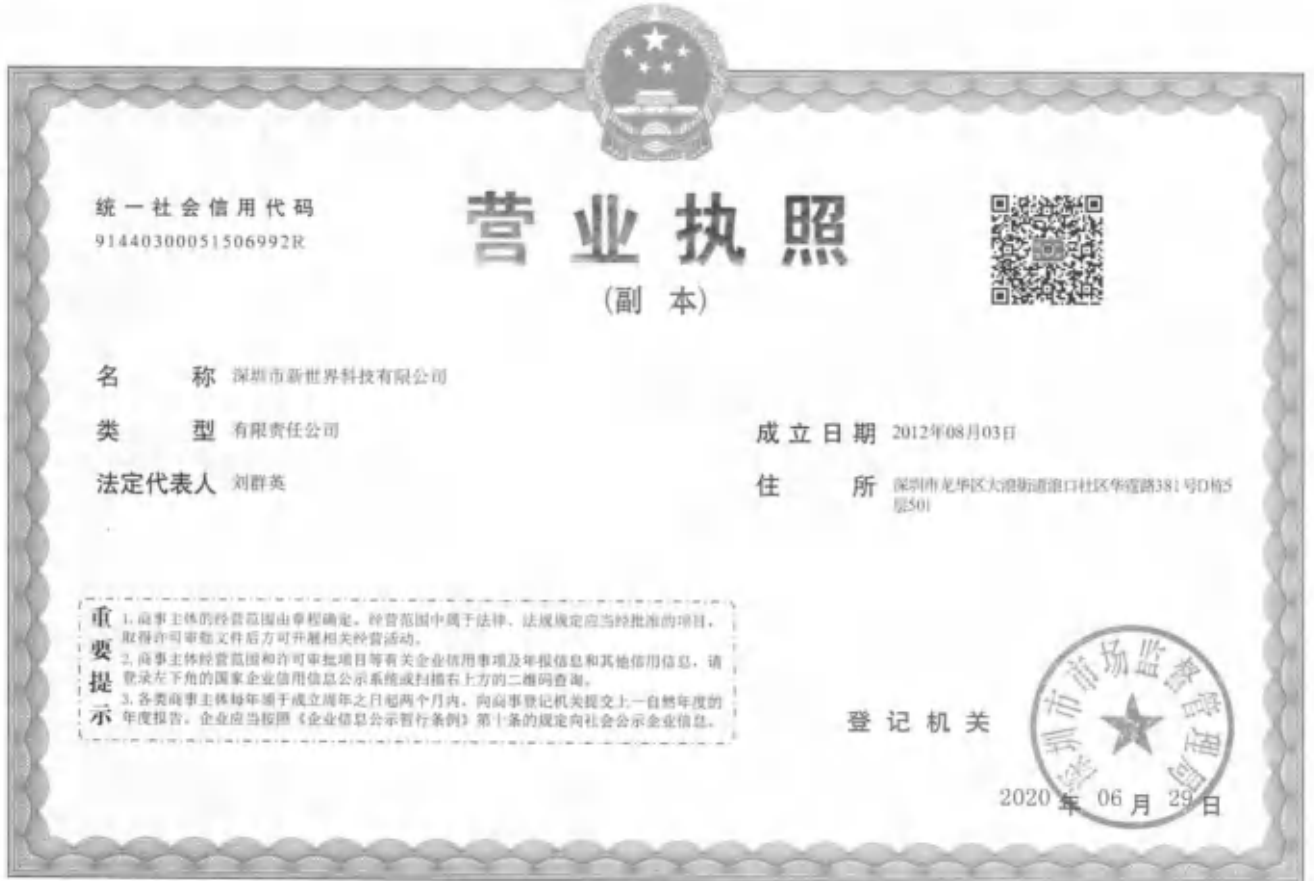 统一社会信用代码
91440300051506992R
营业执照
(副 本)
名 称 深圳市新世界科技有限公司
类 型 有限责任公司
成立日期 2012年08月03日
法定代表人 刘群英
住 所 深圳市龙华区大浪街道浪口社区华霆路381号D栋5
层501
重要提示
1. 商事主体的经营范围由章程确定。经营范围中属于法律、法规规定应当经批准的项目,
取得许可审批文件后方可开展相关经营活动。
2. 商事主体经营范围和许可审批项目等有关企业信用事项及年报信息和其他信用信息,请
登录左下角的国家企业信用信息公示系统或扫描右上方的二维码查询。
3. 各类商事主体每年须于成立周年之日起两个月内,向商事登记机关提交上一自然年度的
年度报告。企业应当按照《企业信息公示暂行条例》第十条的规定向社会公示企业信息。
登记机关
深圳市市场监督管理局
2020 年 06 月 29 日